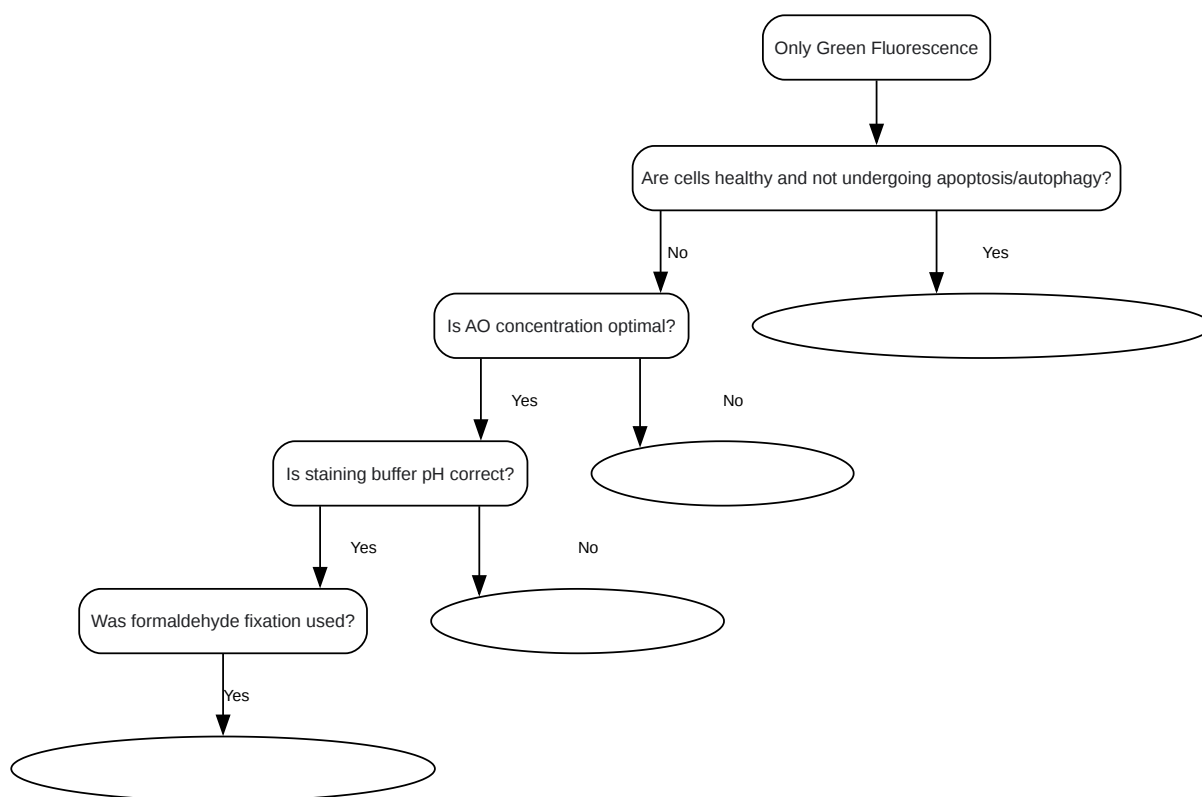 Only Green Fluorescence
Are cells healthy and not undergoing apoptosis/autophagy?
No
Yes
Is AO concentration optimal?
Yes
No
Is staining buffer pH correct?
Yes
No
Was formaldehyde fixation used?
Yes